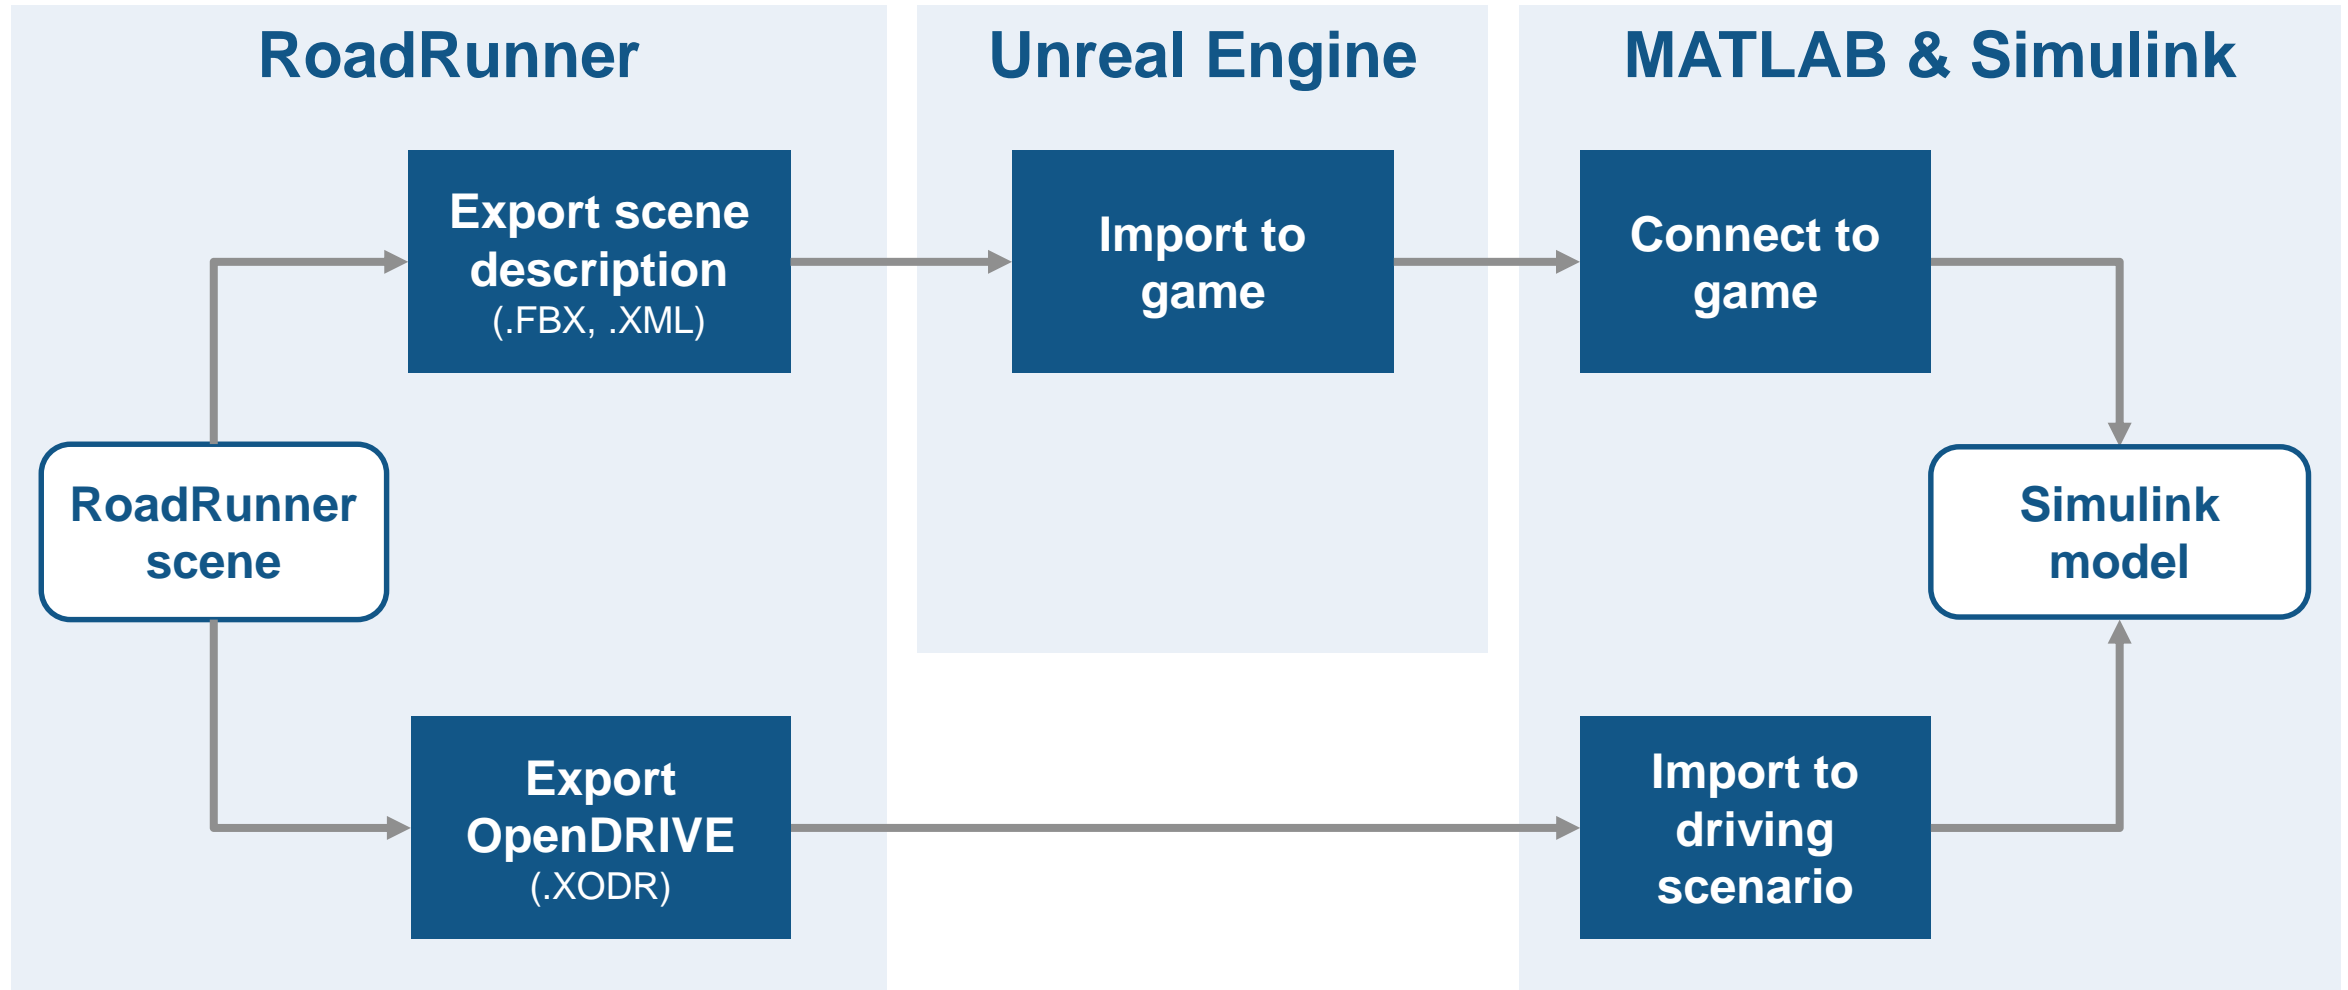 RoadRunner
Unreal Engine
MATLAB & Simulink
Export scene
description
(.FBX, .XML)
Import to
game
Connect to
game
RoadRunner
scene
Simulink
model
Export
OpenDRIVE
(.XODR)
Import to
driving
scenario